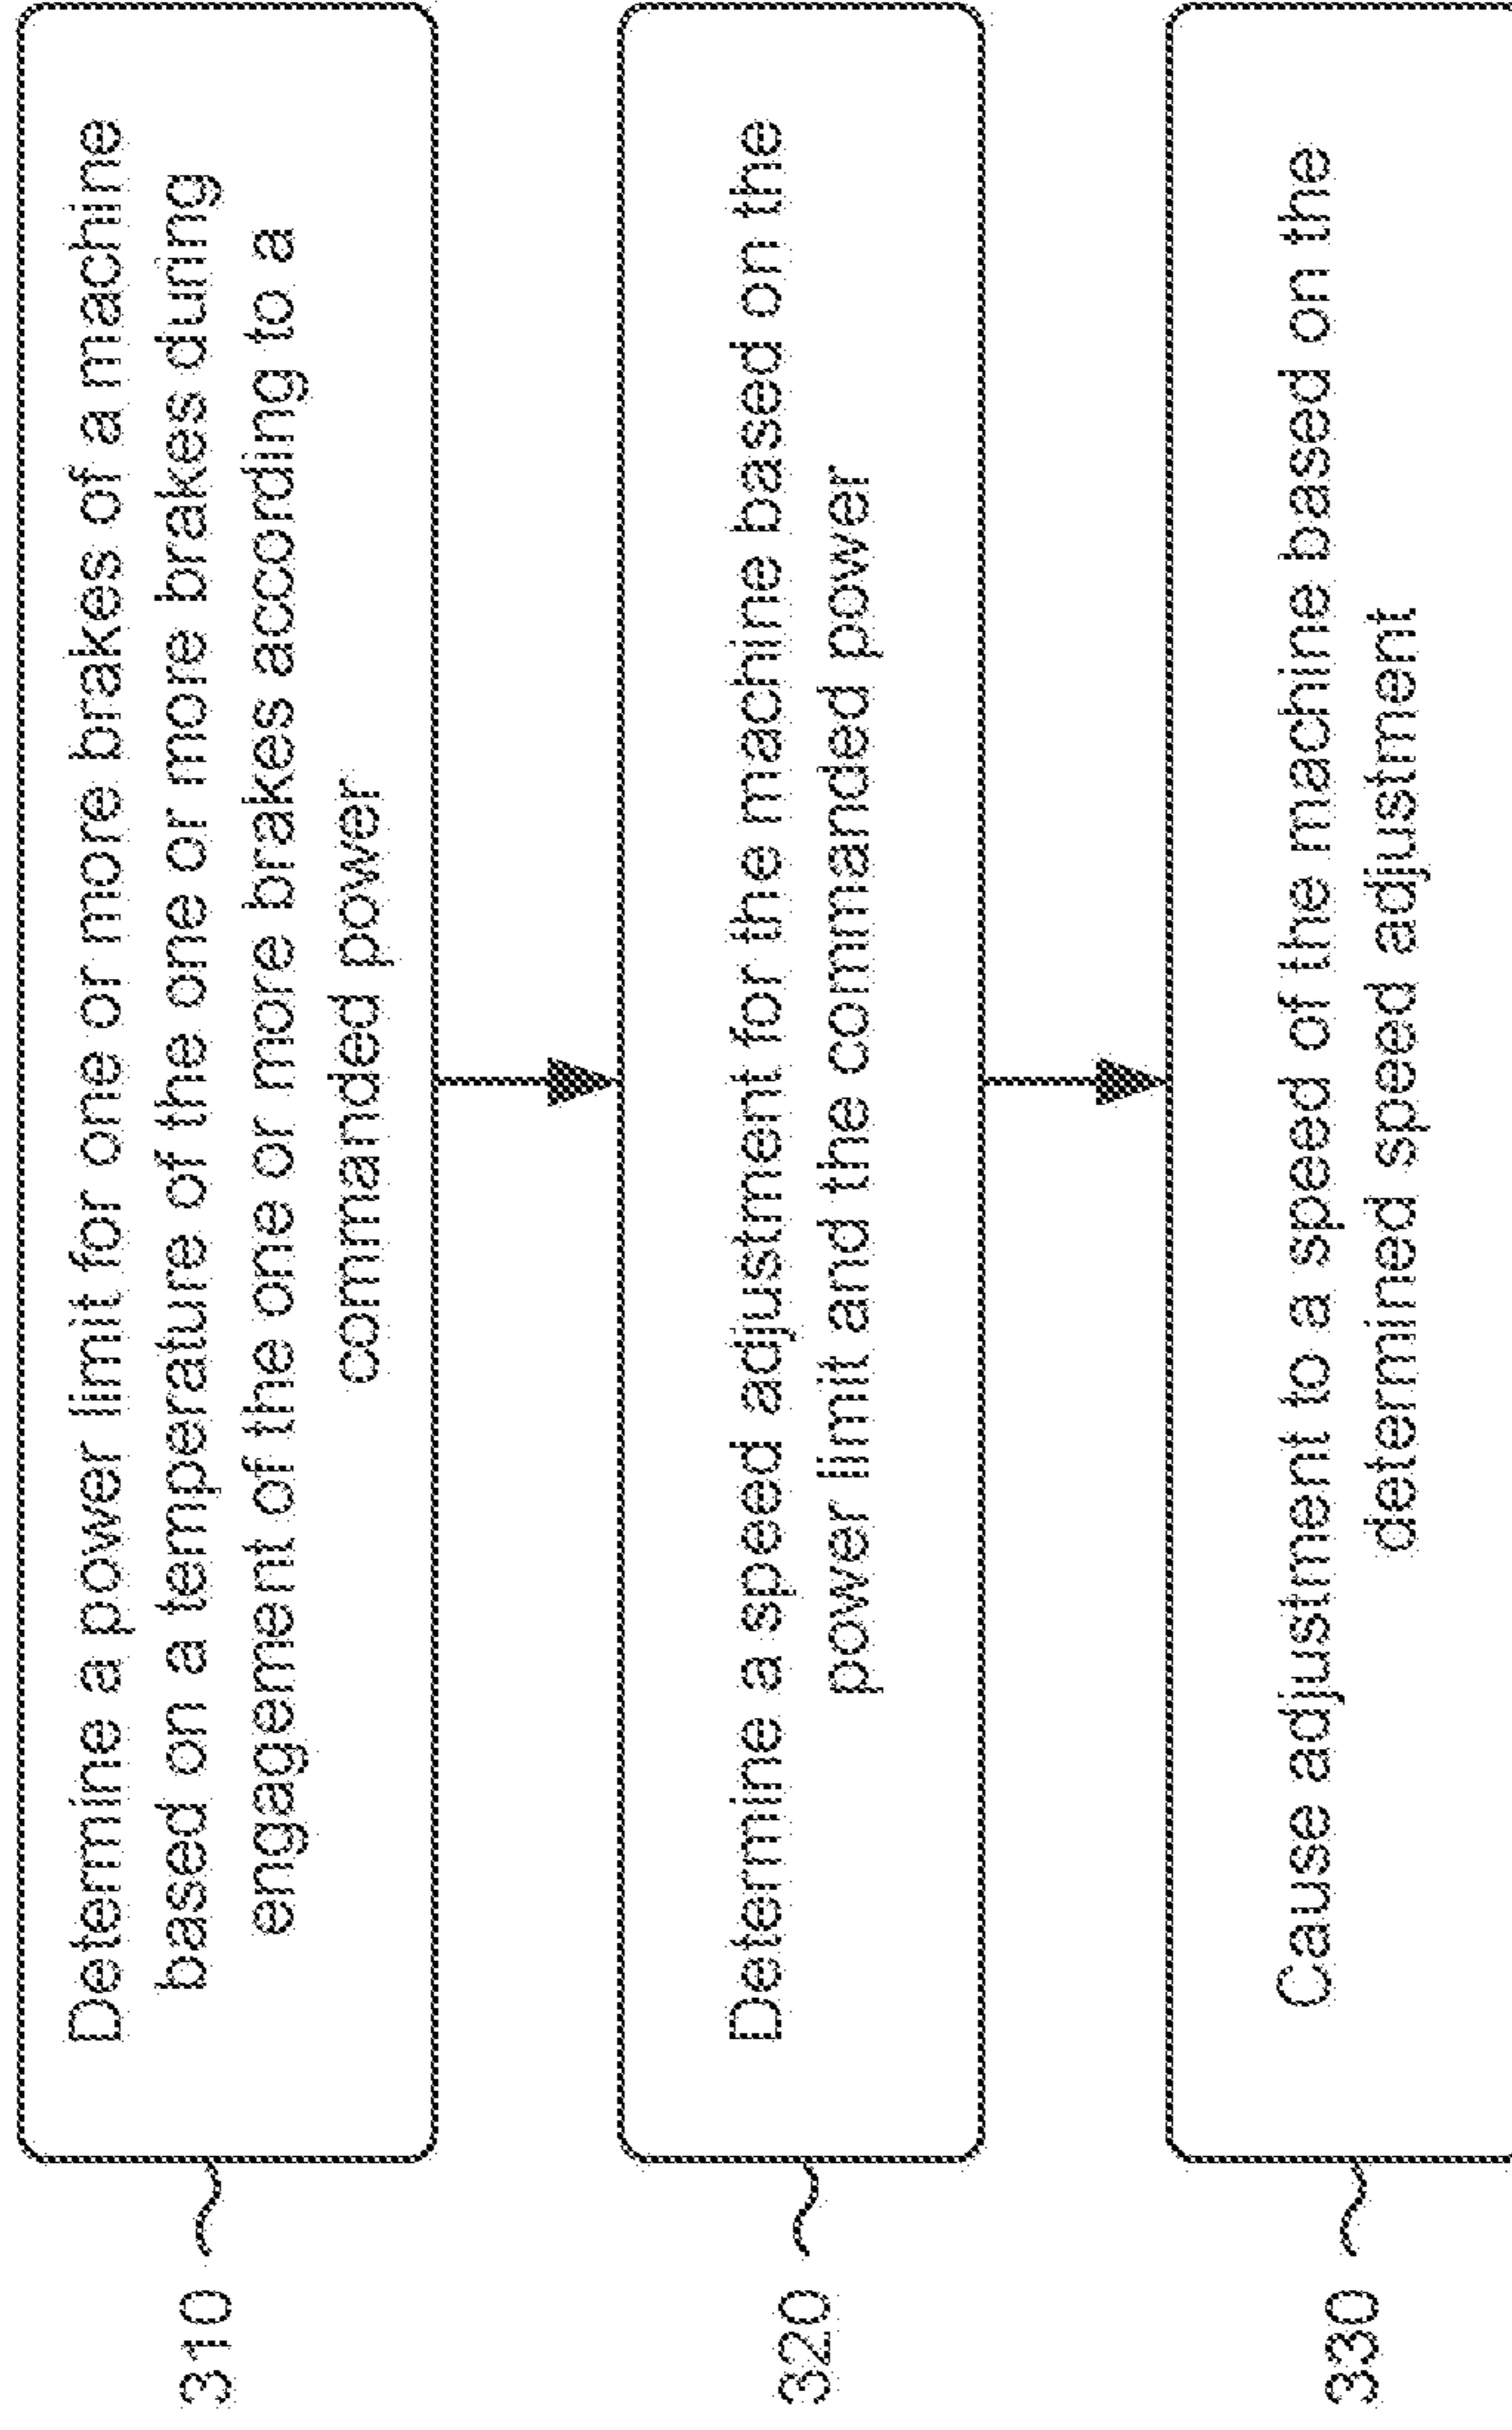 310
Determine a power limit for one or more brakes of a machine
based on a temperature of the one or more brakes during
engagement of the one or more brakes according to a
commanded power
320
Determine a speed adjustment for the machine based on the
power limit and the commanded power
330
Cause adjustment to a speed of the machine based on the
determined speed adjustment